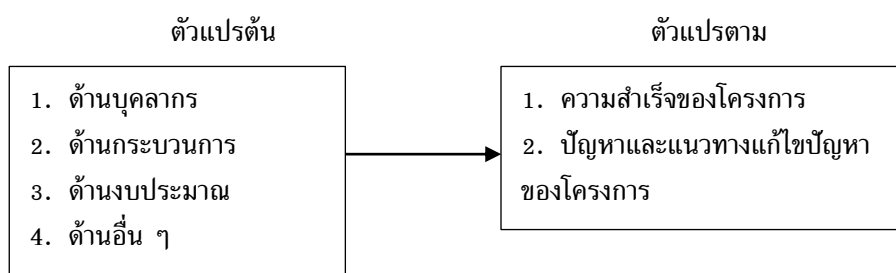 ตัวแปรต้น
1. ด้านบุคลากร
2. ด้านกระบวนการ
3. ด้านงบประมาณ
4. ด้านอื่น ๆ
ตัวแปรตาม
1. ความสำเร็จของโครงการ
2. ปัญหาและแนวทางแก้ไขปัญหา
ของโครงการ